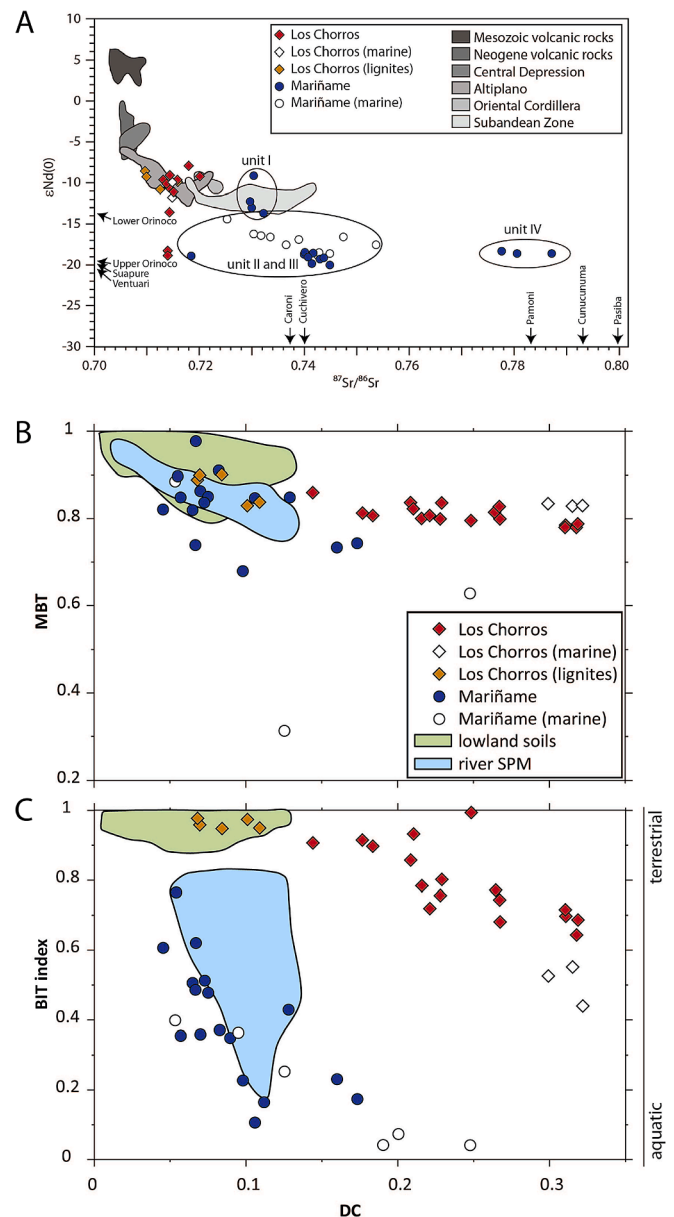 A
10
5
0
-5
-10
-15
-20
-25
-30
εNd(0)
Los Chorros
Los Chorros (marine)
Los Chorros (lignites)
Mariñame
Mariñame (marine)
Mesozoic volcanic rocks
Neogene volcanic rocks
Central Depression
Altiplano
Oriental Cordillera
Subandean Zone
unit I
unit II and III
unit IV
Lower Orinoco
Upper Orinoco
Suapure
Ventuari
Caroni
Cuchivero
Pamoni
Cunucunuma
Pasiba
0.70
0.72
0.74
0.76
0.78
0.80
⁸⁷Sr/⁸⁶Sr
B
1
0.8
0.6
0.4
0.2
MBT
Los Chorros
Los Chorros (marine)
Los Chorros (lignites)
Mariñame
Mariñame (marine)
lowland soils
river SPM
C
1
0.8
0.6
0.4
0.2
0
BIT index
terrestrial
aquatic
0
0.1
0.2
0.3
DC